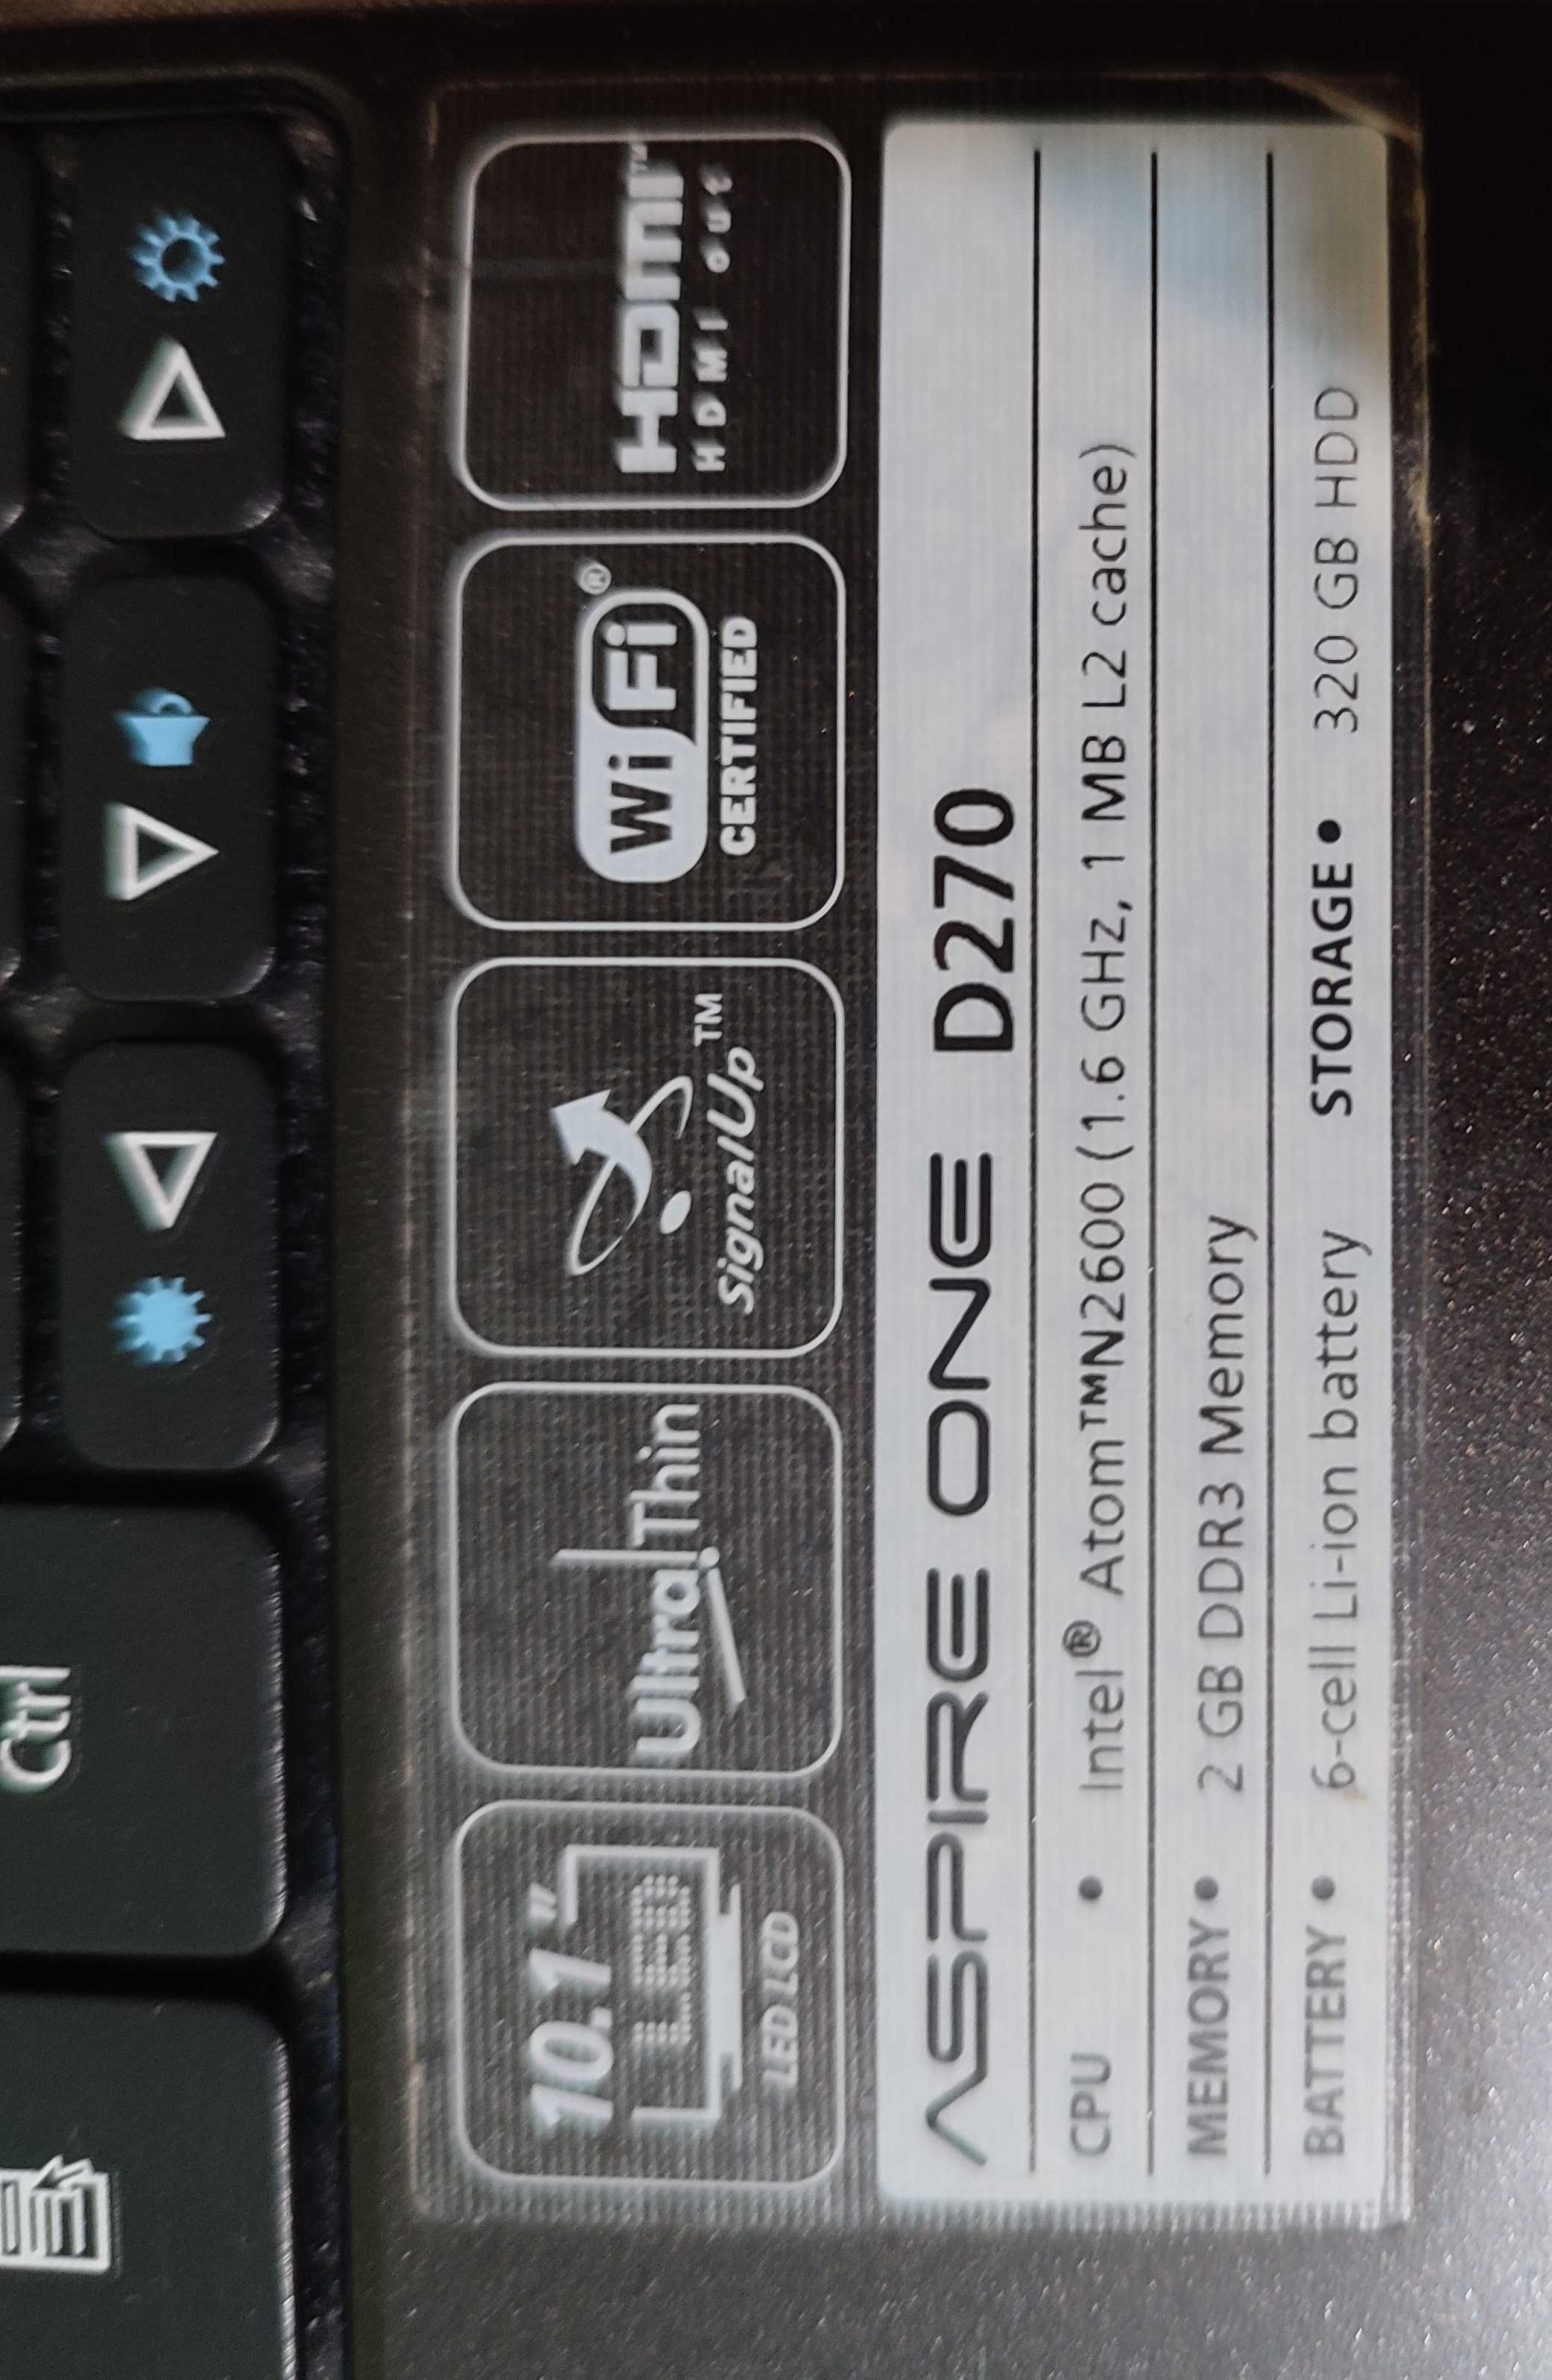 Ctrl
10.1"
LED
LED LCD
Ultra Thin
SignalUp™
Wi Fi®
CERTIFIED
HDMI™
HDMI out
ASPIRE ONE D270
CPU • Intel® Atom™N2600 (1.6 GHz, 1 MB L2 cache)
MEMORY • 2 GB DDR3 Memory
BATTERY • 6-cell Li-ion battery STORAGE • 320 GB HDD